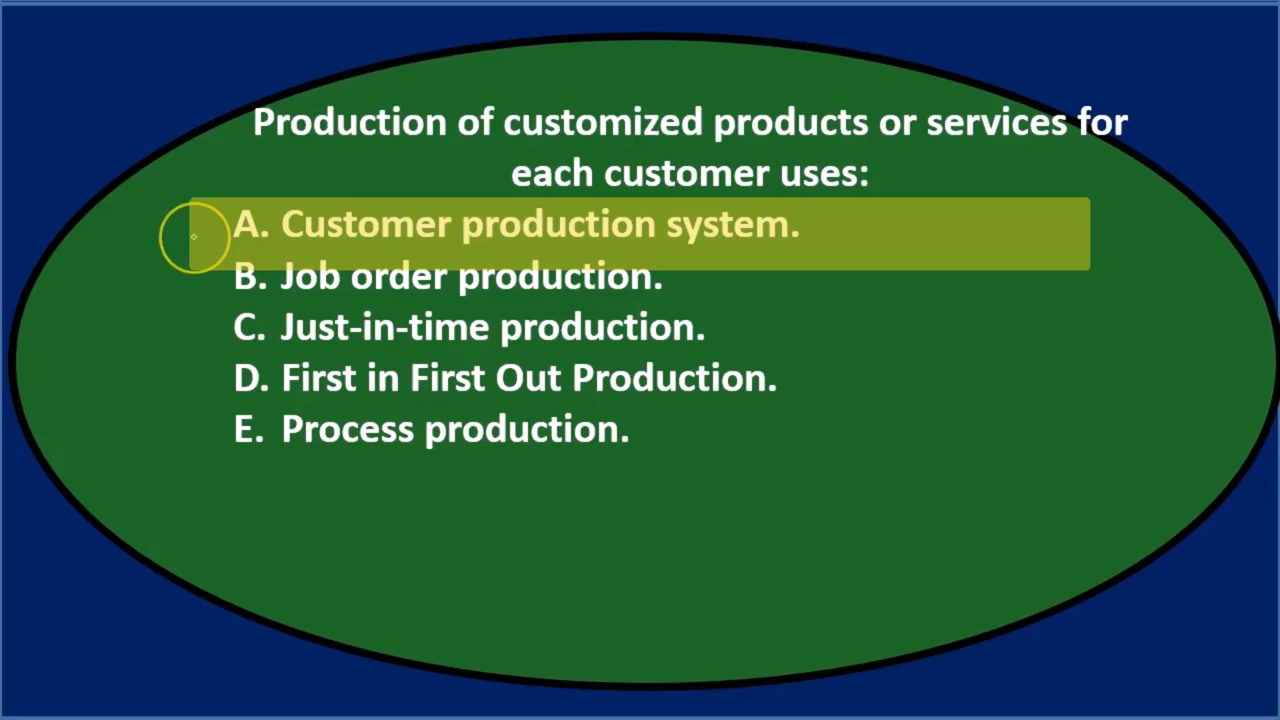 Production of customized products or services for
each customer uses:
A. Customer production system.
B. Job order production.
C. Just-in-time production.
D. First in First Out Production.
E. Process production.